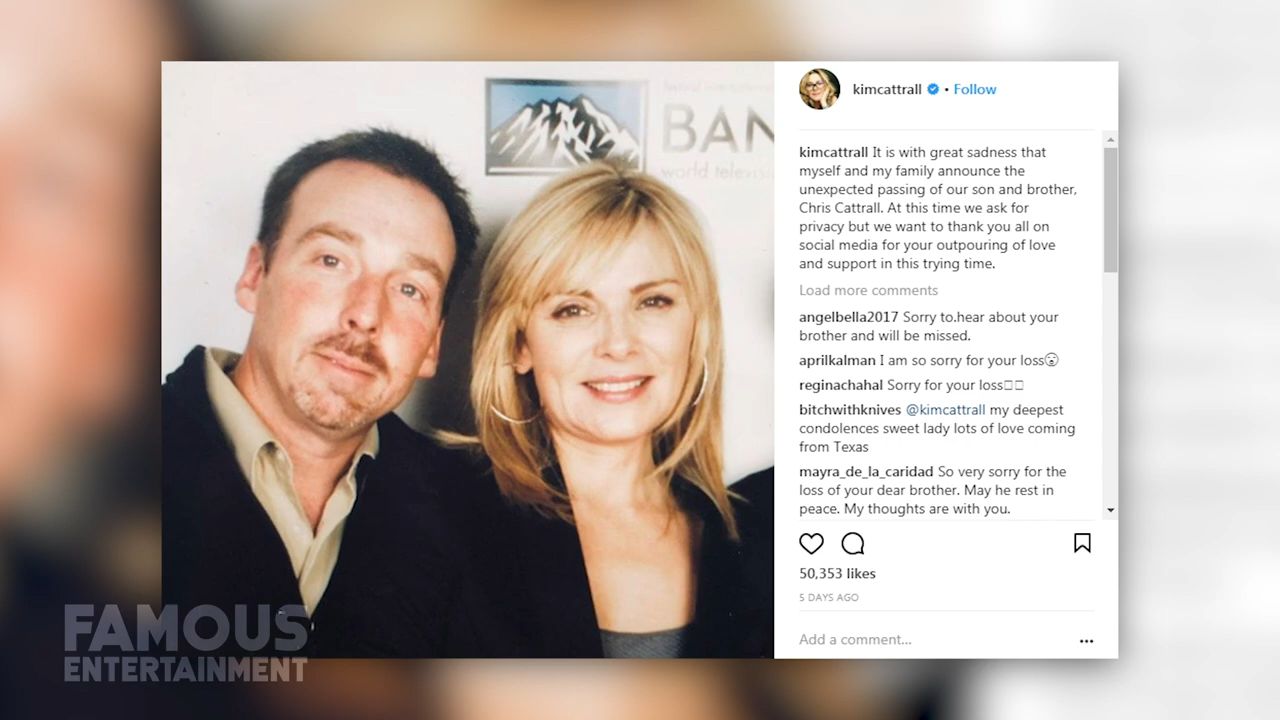 BAN
world televis
kimcattrall • Follow
kimcattrall It is with great sadness that
myself and my family announce the
unexpected passing of our son and brother,
Chris Cattrall. At this time we ask for
privacy but we want to thank you all on
social media for your outpouring of love
and support in this trying time.
Load more comments
angelbella2017 Sorry to.hear about your
brother and will be missed.
aprilkalman I am so sorry for your loss
reginachahal Sorry for your loss
bitchwithknives @kimcattrall my deepest
condolences sweet lady lots of love coming
from Texas
mayra_de_la_caridad So very sorry for the
loss of your dear brother. May he rest in
peace. My thoughts are with you.
50,353 likes
5 DAYS AGO
Add a comment...
FAMOUS
ENTERTAINMENT